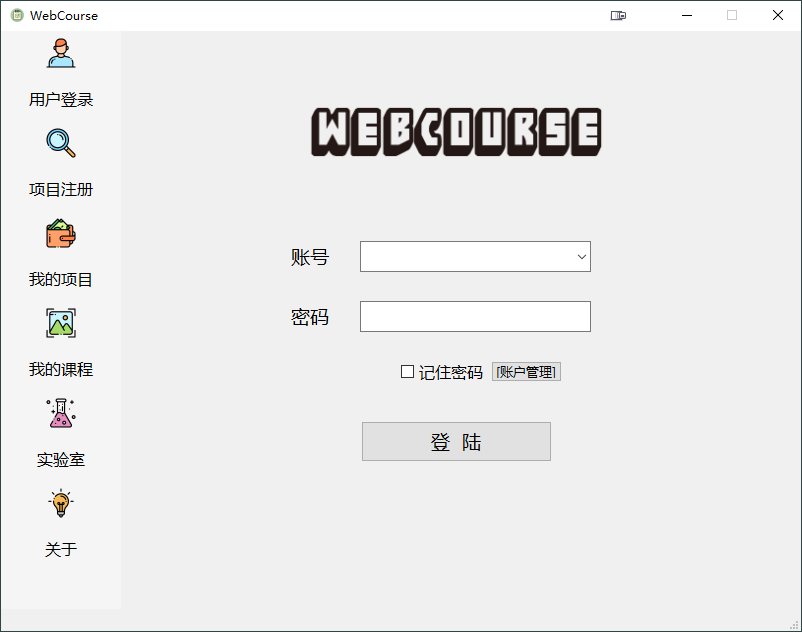 WebCourse
用户登录
项目注册
我的项目
我的课程
实验室
关于
WEBCOURSE
账号
密码
记住密码 [账户管理]
登 陆